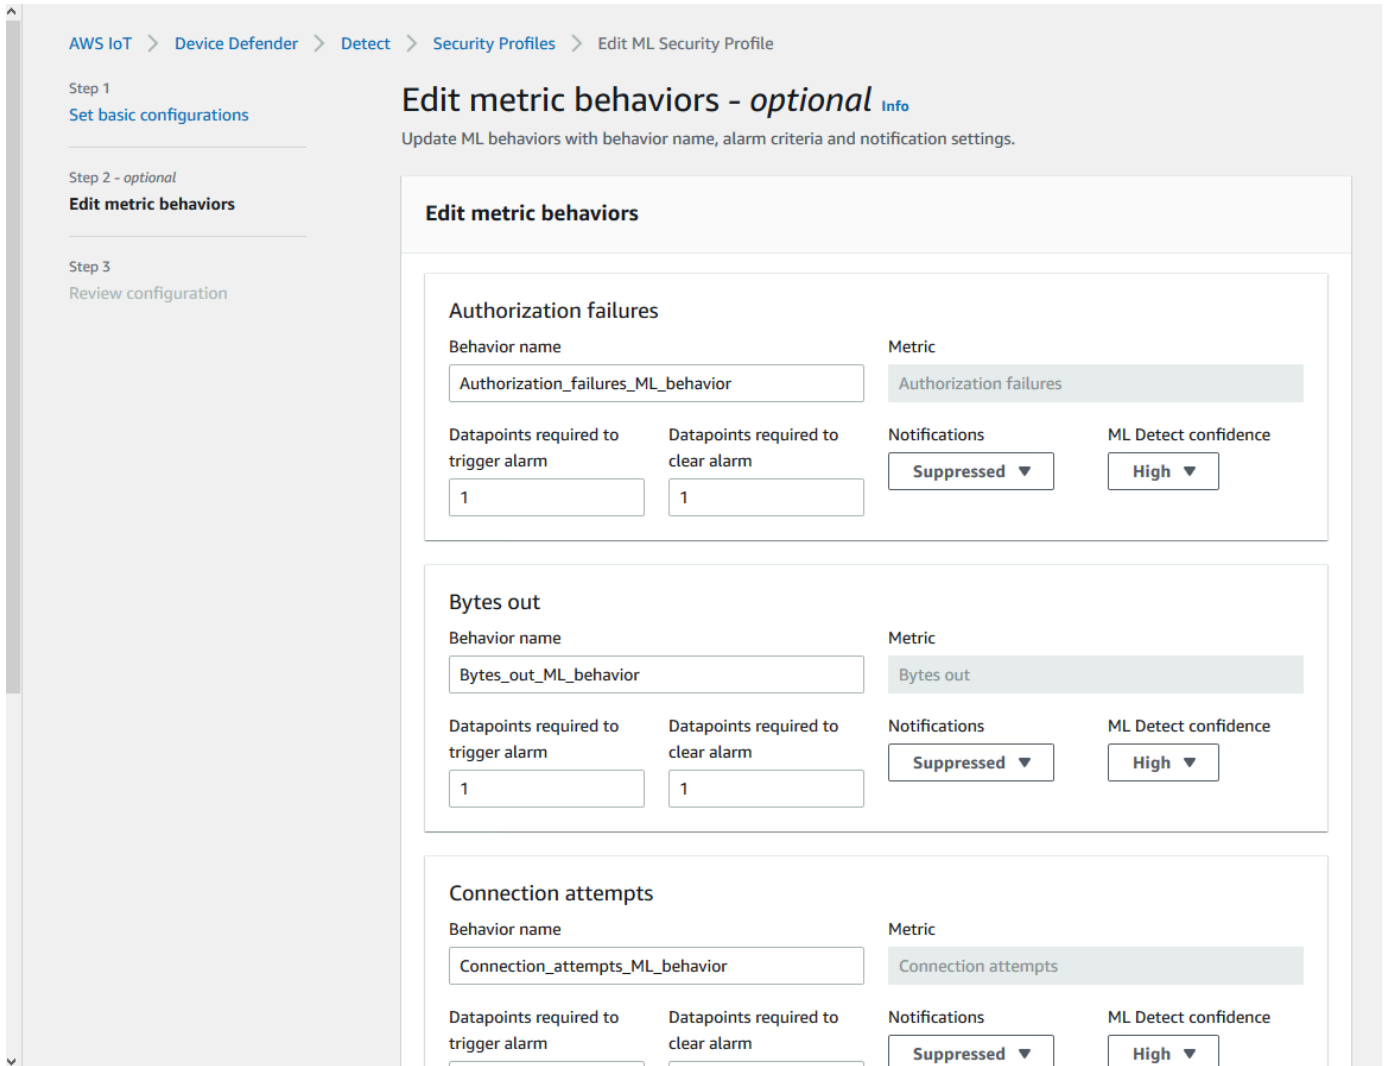 AWS IoT > Device Defender > Detect > Security Profiles > Edit ML Security Profile
Step 1
Set basic configurations
Step 2 - optional
Edit metric behaviors
Step 3
Review configuration
Edit metric behaviors - optional Info
Update ML behaviors with behavior name, alarm criteria and notification settings.
Edit metric behaviors
Authorization failures
Behavior name Metric
Authorization_failures_ML_behavior Authorization failures
Datapoints required to trigger alarm Datapoints required to clear alarm Notifications ML Detect confidence
1 1 Suppressed High
Bytes out
Behavior name Metric
Bytes_out_ML_behavior Bytes out
Datapoints required to trigger alarm Datapoints required to clear alarm Notifications ML Detect confidence
1 1 Suppressed High
Connection attempts
Behavior name Metric
Connection_attempts_ML_behavior Connection attempts
Datapoints required to trigger alarm Datapoints required to clear alarm Notifications ML Detect confidence
Suppressed High